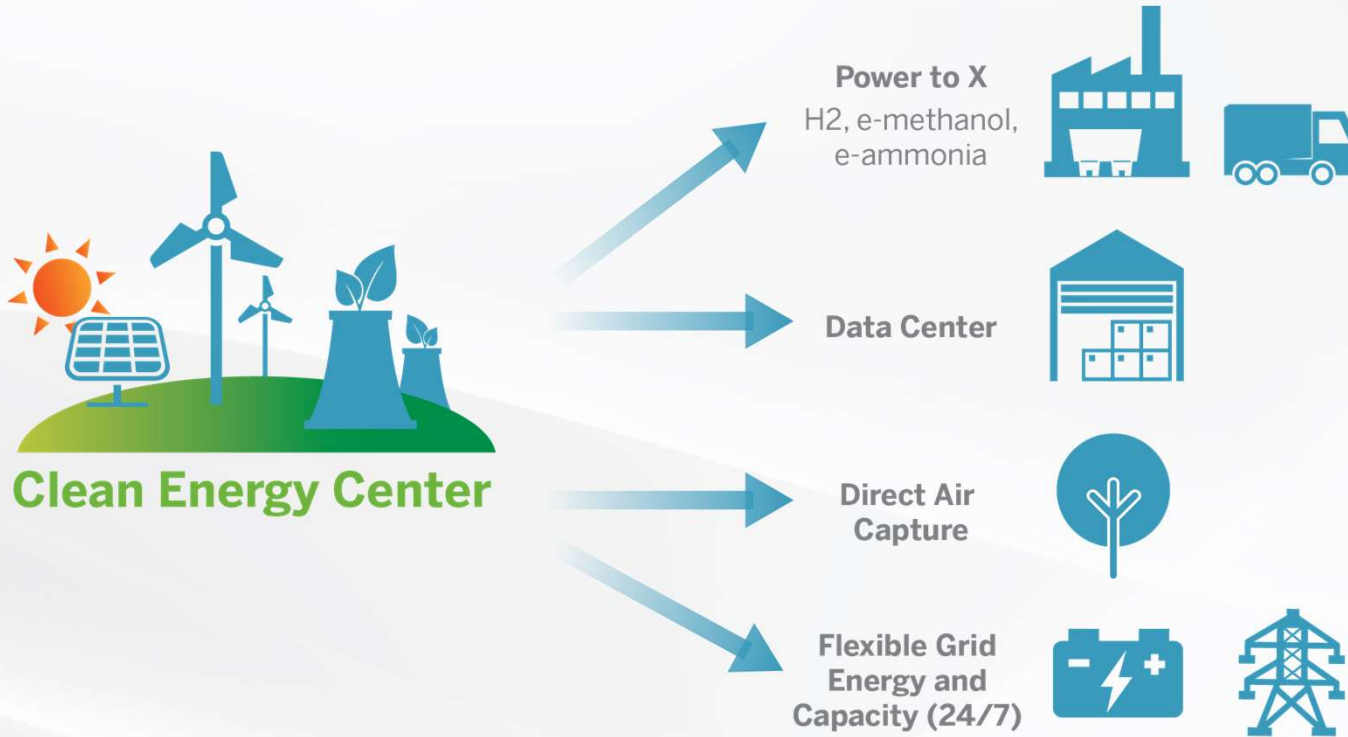 Power to X
H2, e-methanol,
e-ammonia
Data Center
Clean Energy Center
Direct Air
Capture
Flexible Grid
Energy and
Capacity (24/7)